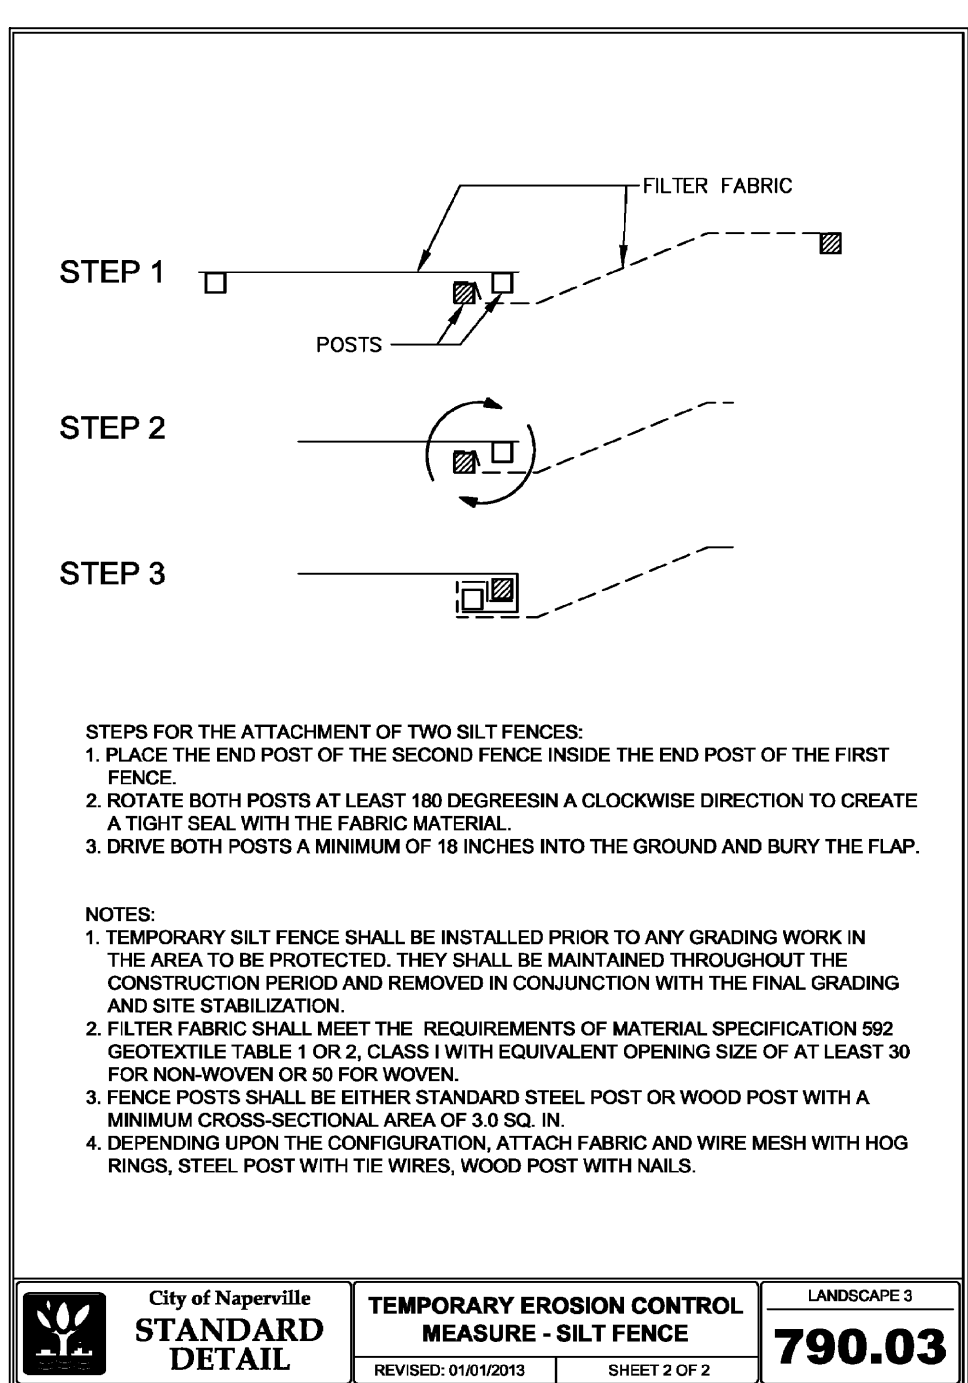 FILTER FABRIC
STEP 1
POSTS
STEP 2
STEP 3
STEPS FOR THE ATTACHMENT OF TWO SILT FENCES:
1. PLACE THE END POST OF THE SECOND FENCE INSIDE THE END POST OF THE FIRST
FENCE.
2. ROTATE BOTH POSTS AT LEAST 180 DEGREESIN A CLOCKWISE DIRECTION TO CREATE
A TIGHT SEAL WITH THE FABRIC MATERIAL.
3. DRIVE BOTH POSTS A MINIMUM OF 18 INCHES INTO THE GROUND AND BURY THE FLAP.
NOTES:
1. TEMPORARY SILT FENCE SHALL BE INSTALLED PRIOR TO ANY GRADING WORK IN
THE AREA TO BE PROTECTED. THEY SHALL BE MAINTAINED THROUGHOUT THE
CONSTRUCTION PERIOD AND REMOVED IN CONJUNCTION WITH THE FINAL GRADING
AND SITE STABILIZATION.
2. FILTER FABRIC SHALL MEET THE REQUIREMENTS OF MATERIAL SPECIFICATION 592
GEOTEXTILE TABLE 1 OR 2, CLASS I WITH EQUIVALENT OPENING SIZE OF AT LEAST 30
FOR NON-WOVEN OR 50 FOR WOVEN.
3. FENCE POSTS SHALL BE EITHER STANDARD STEEL POST OR WOOD POST WITH A
MINIMUM CROSS-SECTIONAL AREA OF 3.0 SQ. IN.
4. DEPENDING UPON THE CONFIGURATION, ATTACH FABRIC AND WIRE MESH WITH HOG
RINGS, STEEL POST WITH TIE WIRES, WOOD POST WITH NAILS.
City of Naperville
STANDARD
DETAIL
TEMPORARY EROSION CONTROL
MEASURE - SILT FENCE
REVISED: 01/01/2013
SHEET 2 OF 2
LANDSCAPE 3
790.03